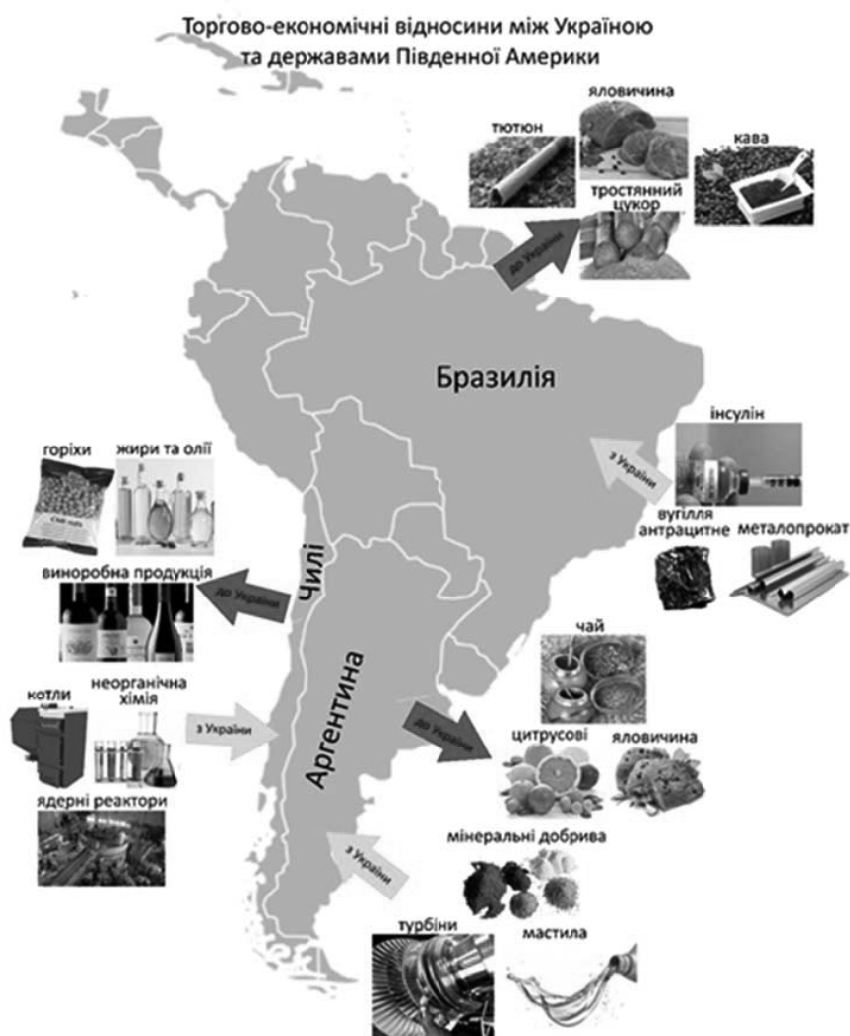 Торгово-економічні відносини між Україною
та державами Південної Америки
яловичина
тютюн
кава
тростянний
цукор
до України
Бразилія
інсулін
з України
вугілля
антрацитне
металопрокат
горіхи
жири та олії
виноробна продукція
до України
Чилі
чай
неорганічна
хімія
котли
з України
Аргентина
до України
цитрусові
яловичина
ядерні реактори
з України
мінеральні добрива
турбіни
мастила